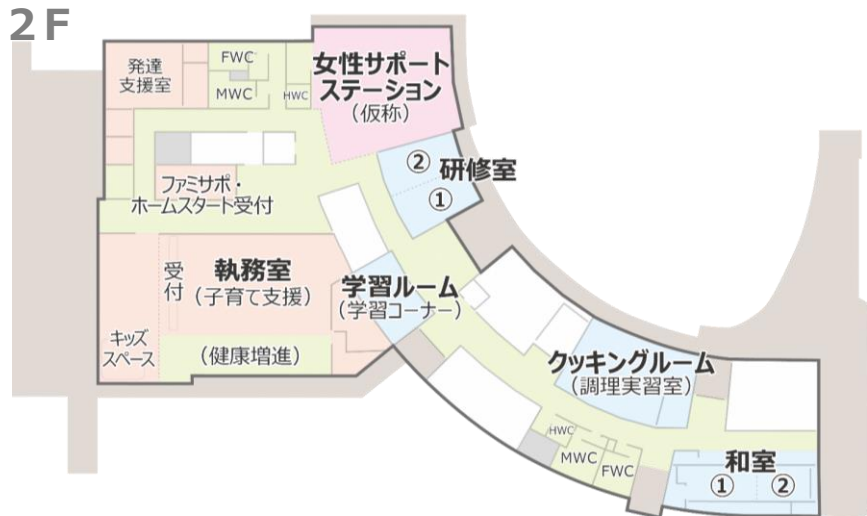 2F
発達
支援室
FWC
MWC
HWC
女性サポート
ステーション
(仮称)
②
研修室
①
ファミサポ・
ホームスタート受付
受付
執務室
(子育て支援)
学習ルーム
(学習コーナー)
キッズ
スペース
(健康増進)
クッキングルーム
(調理実習室)
HWC
MWC
FWC
和室
①
②